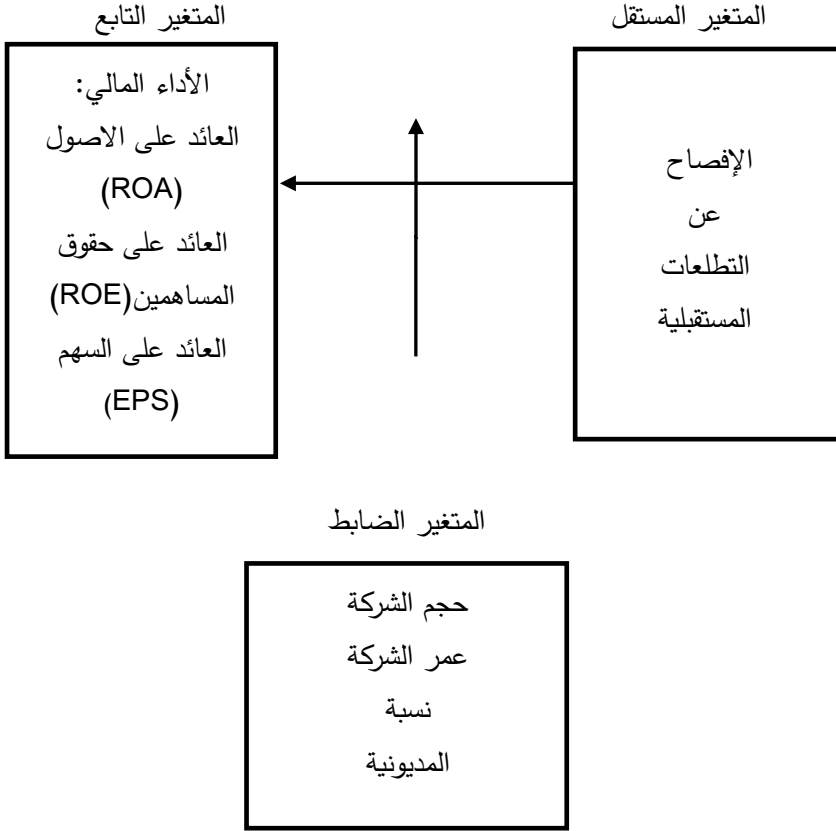 المتغير المستقل
الإفصاح
عن
التطلعات
المستقبلية
المتغير التابع
الأداء المالي:
العائد على الاصول
(ROA)
العائد على حقوق
المساهمين(ROE)
العائد على السهم
(EPS)
المتغير الضابط
حجم الشركة
عمر الشركة
نسبة
المديونية